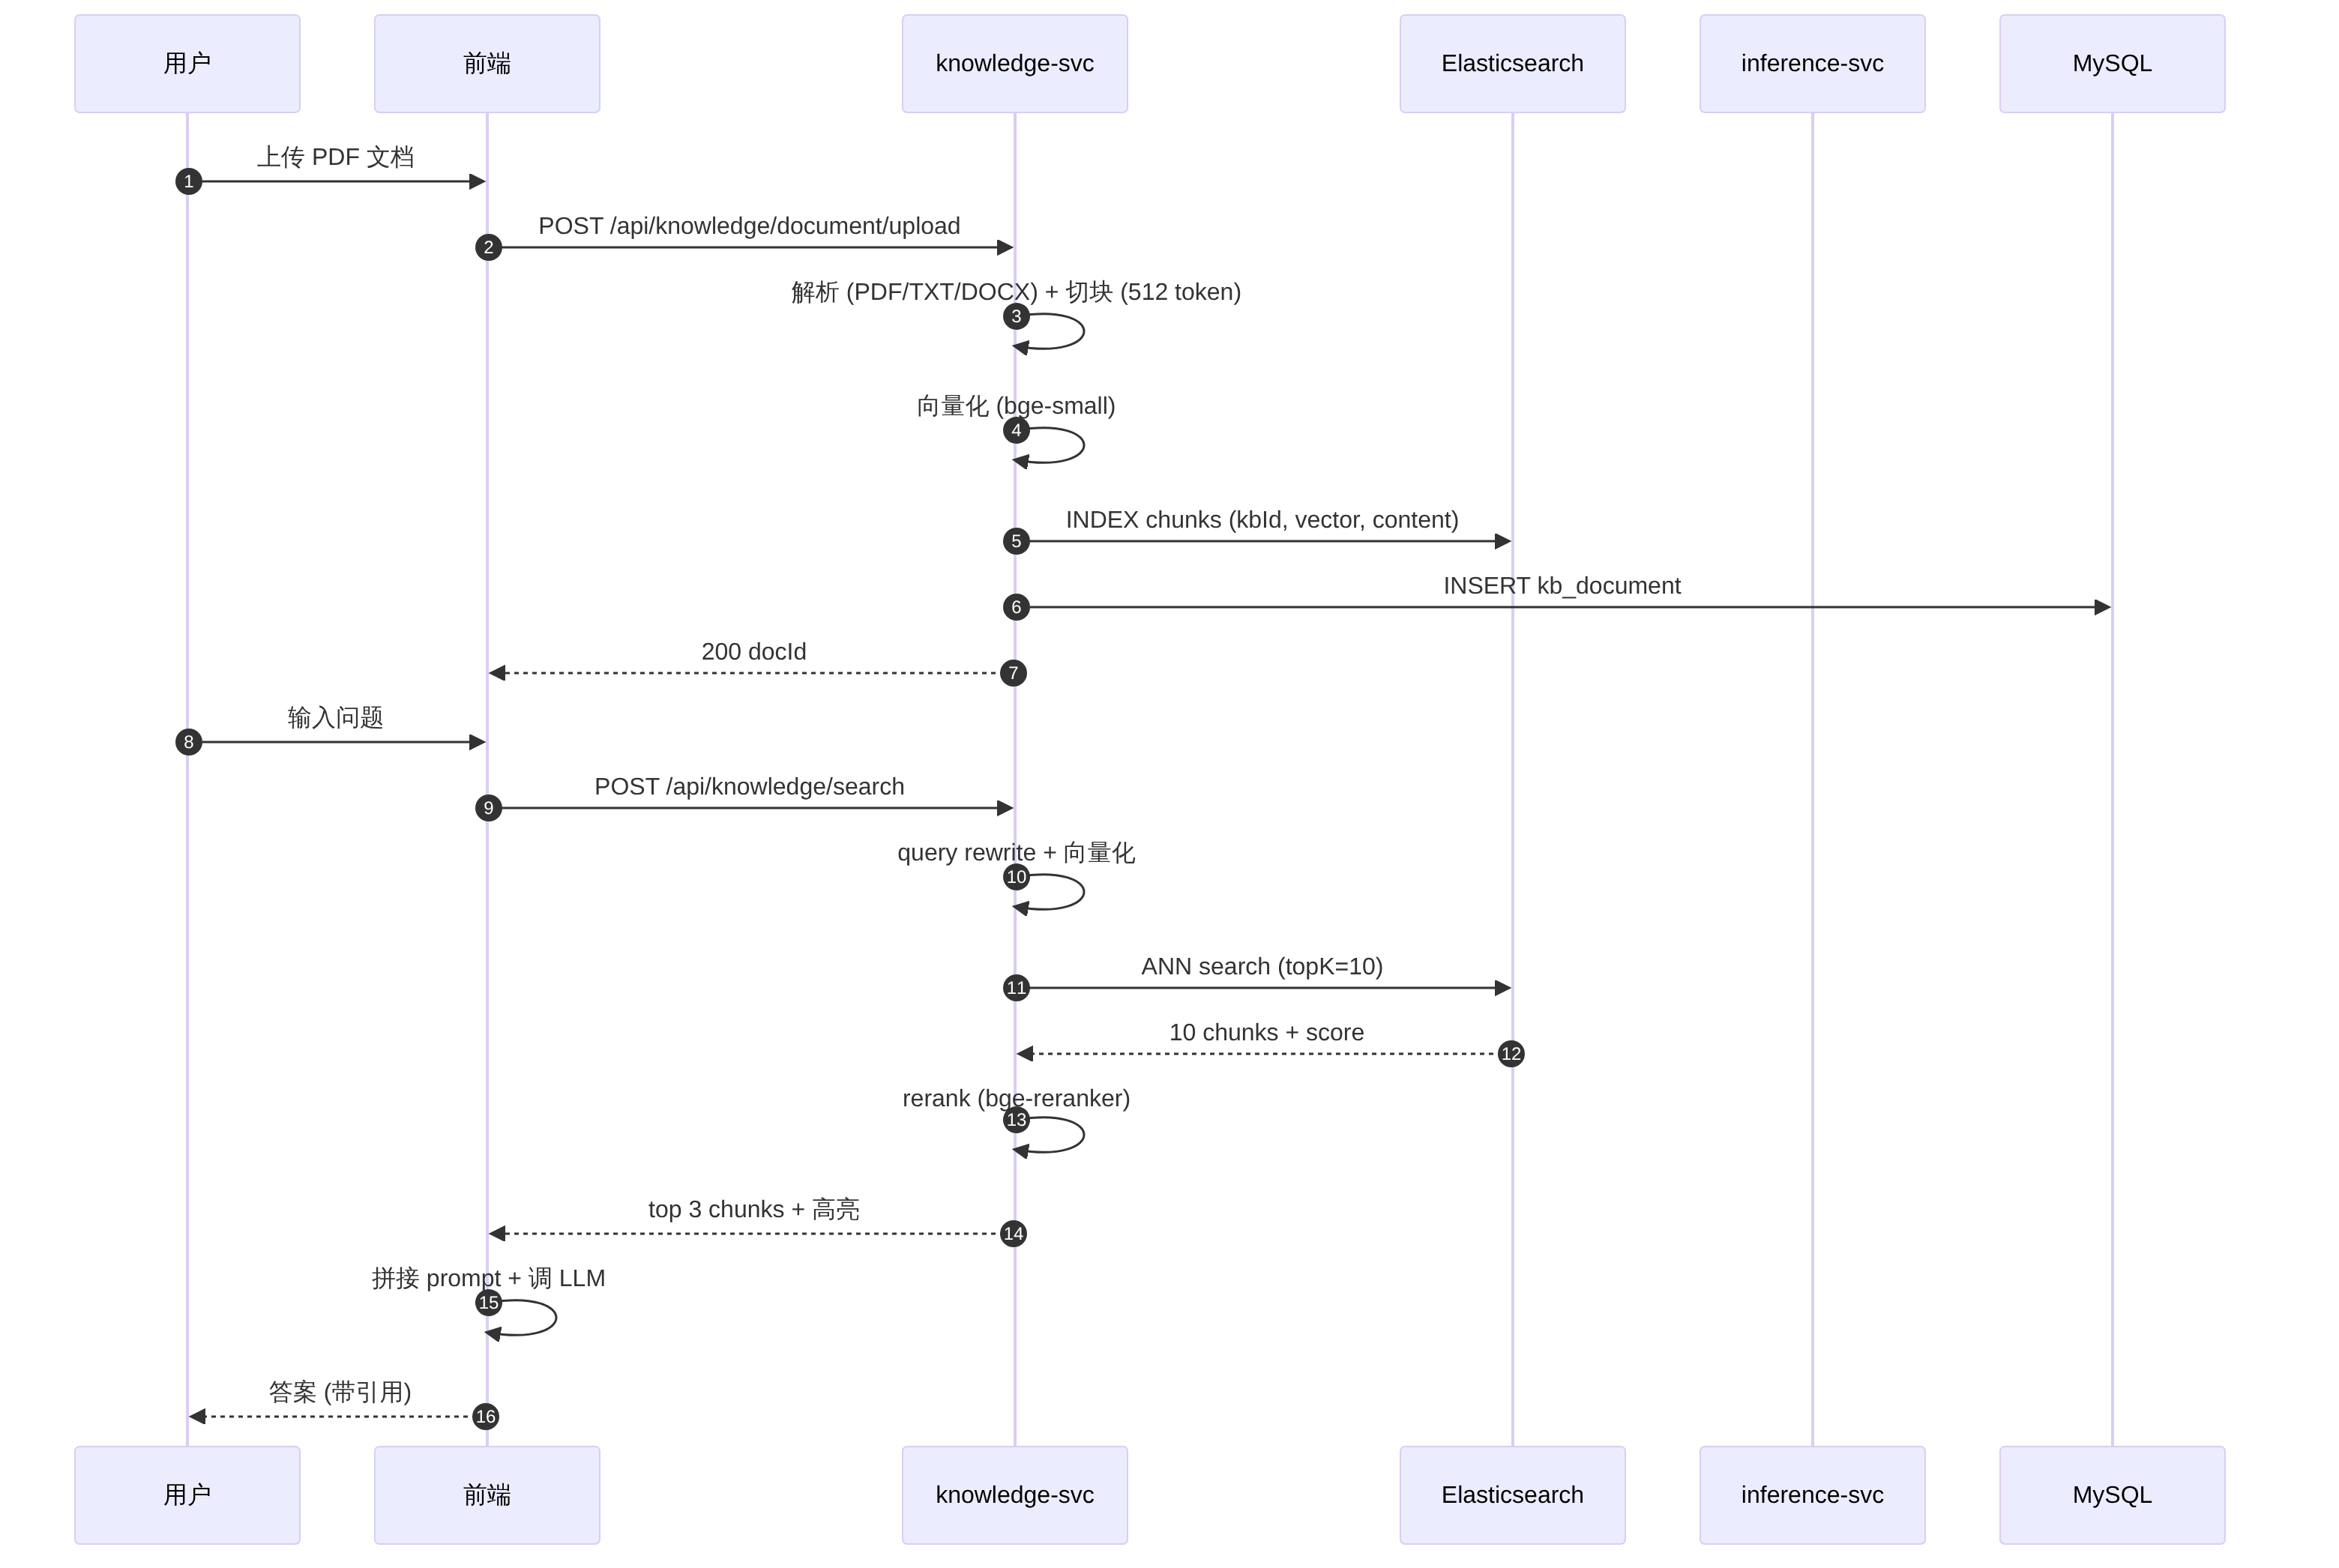 用户
前端
knowledge-svc
Elasticsearch
inference-svc
MySQL
上传 PDF 文档
1
POST /api/knowledge/document/upload
2
解析 (PDF/TXT/DOCX) + 切块 (512 token)
3
向量化 (bge-small)
4
INDEX chunks (kbId, vector, content)
5
INSERT kb_document
6
200 docId
7
输入问题
8
POST /api/knowledge/search
9
query rewrite + 向量化
10
ANN search (topK=10)
11
10 chunks + score
12
rerank (bge-reranker)
13
top 3 chunks + 高亮
14
拼接 prompt + 调 LLM
15
答案 (带引用)
16
用户
前端
knowledge-svc
Elasticsearch
inference-svc
MySQL